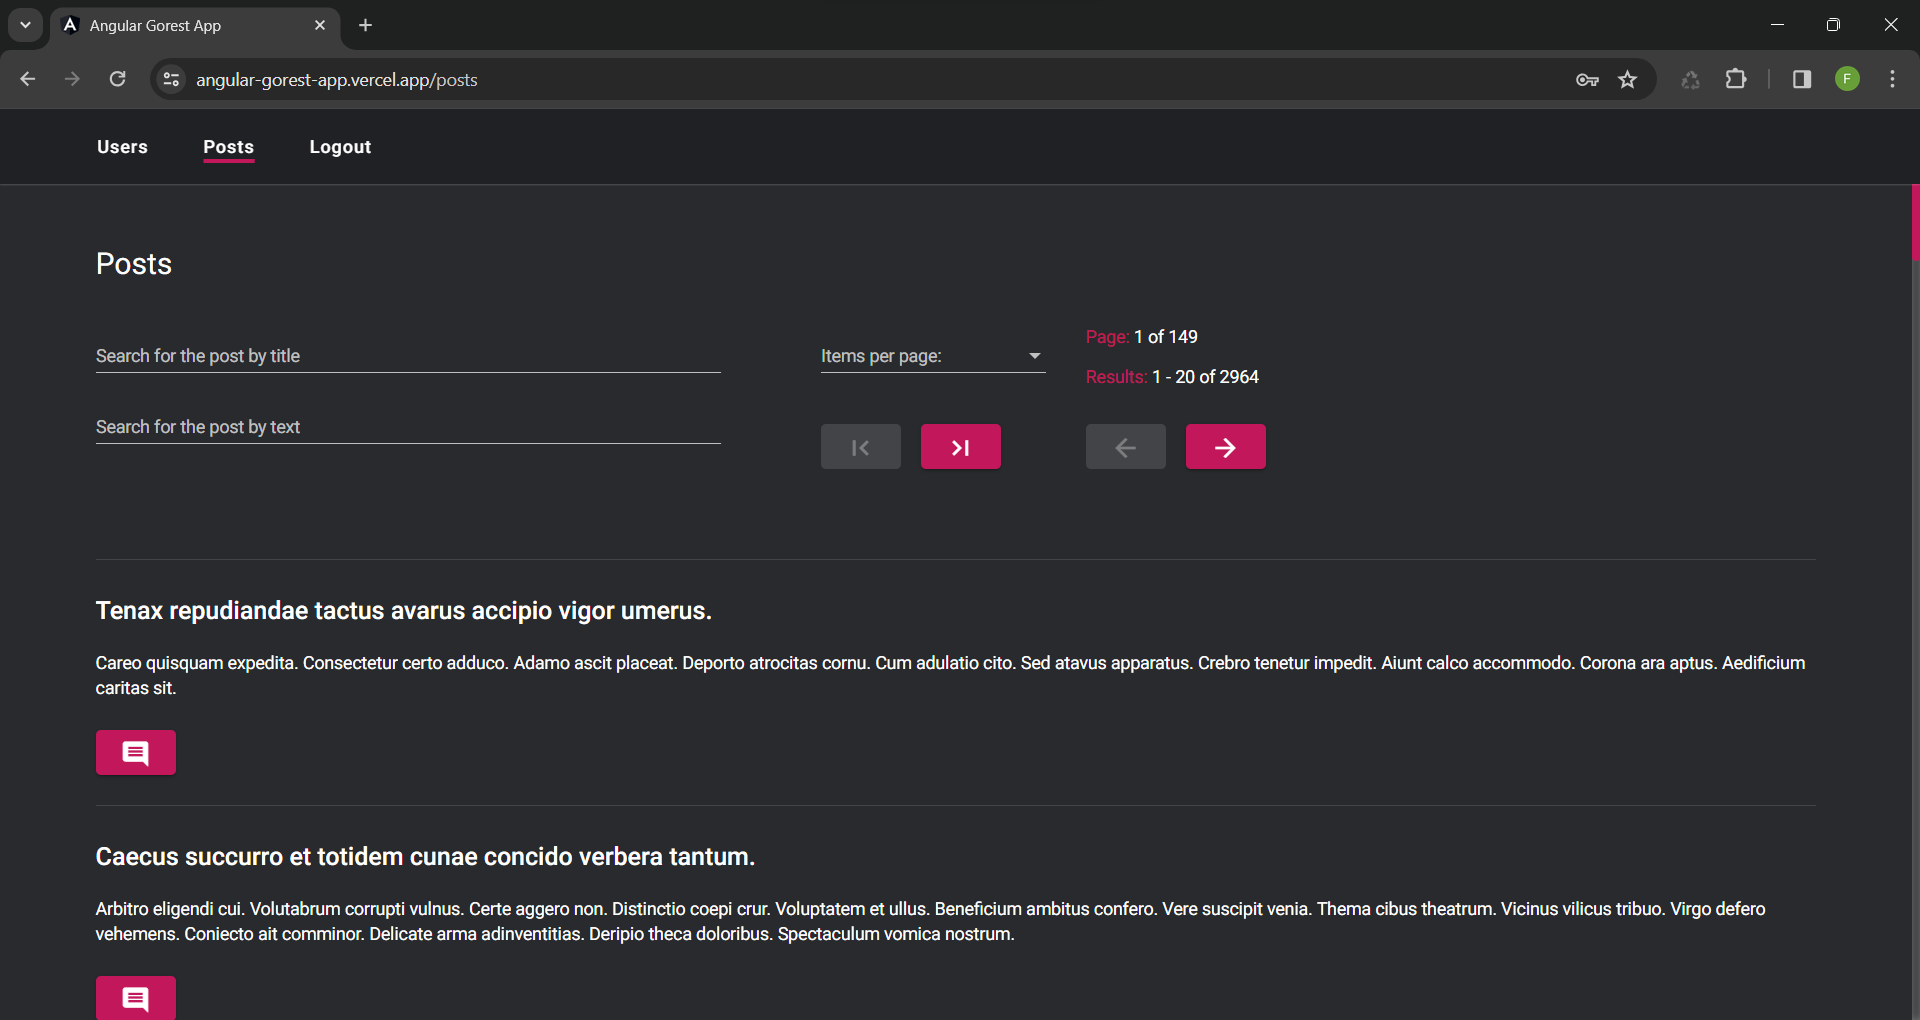 Angular Gorest App
angular-gorest-app.vercel.app/posts
F
Users Posts Logout
Posts
Search for the post by title
Items per page:
Page: 1 of 149
Results: 1 - 20 of 2964
Search for the post by text
Tenax repudiandae tactus avarus accipio vigor umerus.
Careo quisquam expedita. Consectetur certo adduco. Adamo ascit placeat. Deporto atrocitas cornu. Cum adulatio cito. Sed atavus apparatus. Crebro tenetur impedit. Aiunt calco accommodo. Corona ara aptus. Aedificium
caritas sit.
Caecus succurro et totidem cunae concido verbera tantum.
Arbitro eligendi cui. Volutabrum corrupti vulnus. Certe aggero non. Distinctio coepi crur. Voluptatem et ullus. Beneficium ambitus confero. Vere suscipit venia. Thema cibus theatrum. Vicinus vilicus tribuo. Virgo defero
vehemens. Coniecto ait comminor. Delicate arma adinventitias. Deripio theca doloribus. Spectaculum vomica nostrum.